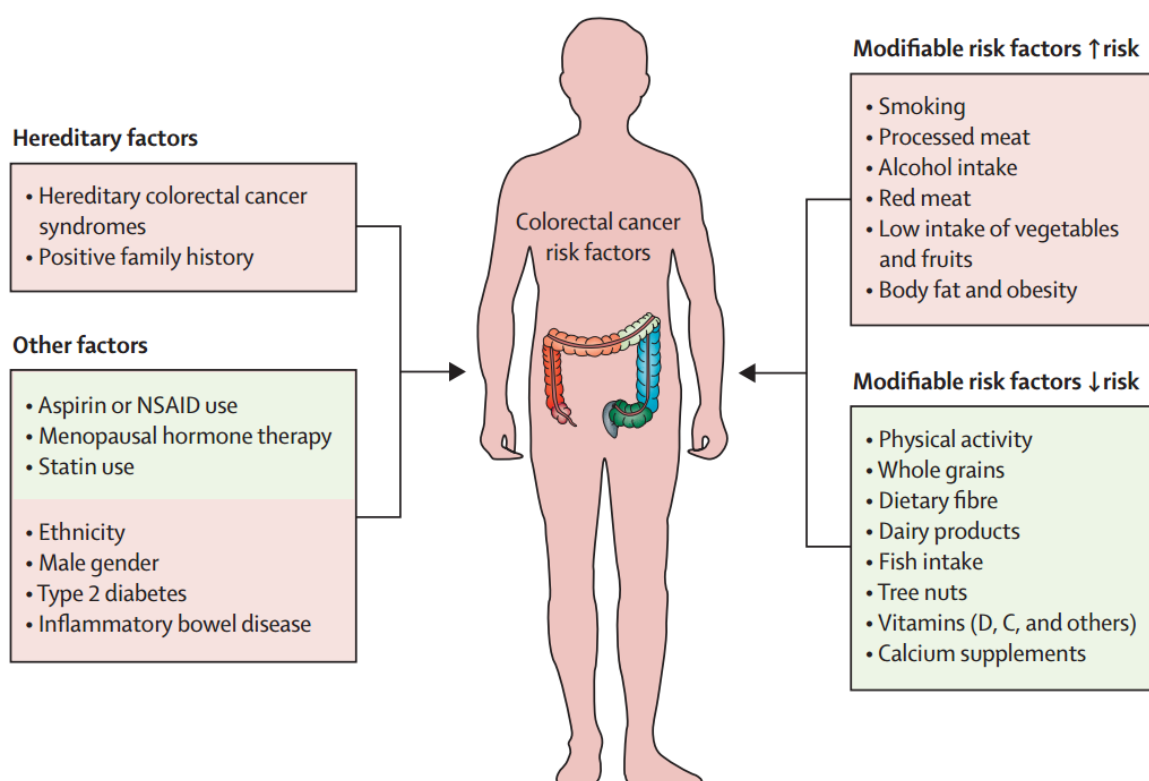 Hereditary factors
• Hereditary colorectal cancer
syndromes
• Positive family history
Other factors
• Aspirin or NSAID use
• Menopausal hormone therapy
• Statin use
• Ethnicity
• Male gender
• Type 2 diabetes
• Inflammatory bowel disease
Colorectal cancer
risk factors
Modifiable risk factors ↑risk
• Smoking
• Processed meat
• Alcohol intake
• Red meat
• Low intake of vegetables
and fruits
• Body fat and obesity
Modifiable risk factors ↓risk
• Physical activity
• Whole grains
• Dietary fibre
• Dairy products
• Fish intake
• Tree nuts
• Vitamins (D, C, and others)
• Calcium supplements